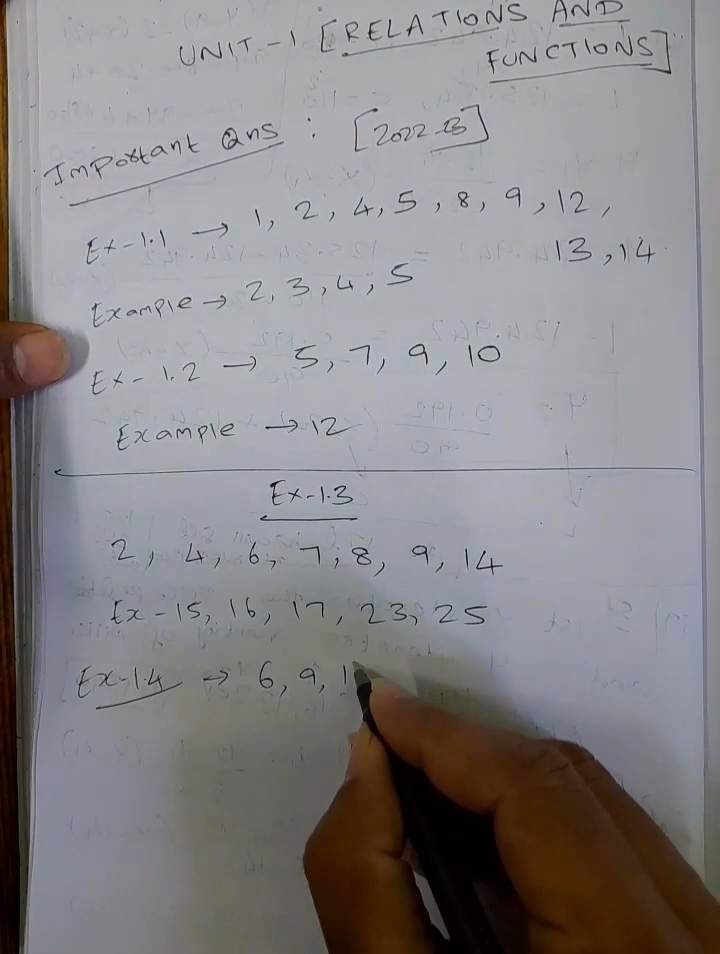 UNIT-1 [RELATIONS AND
FUNCTIONS]
Important Qns : [2022-23]
Ex-1.1 → 1, 2, 4, 5, 8, 9, 12,
13, 14
Example → 2, 3, 4, 5
Ex-1.2 → 5, 7, 9, 10
Example → 12
Ex-1.3
2, 4, 6, 7, 8, 9, 14
Ex-15, 16, 17, 23, 25
Ex-1.4 → 6, 9, 1